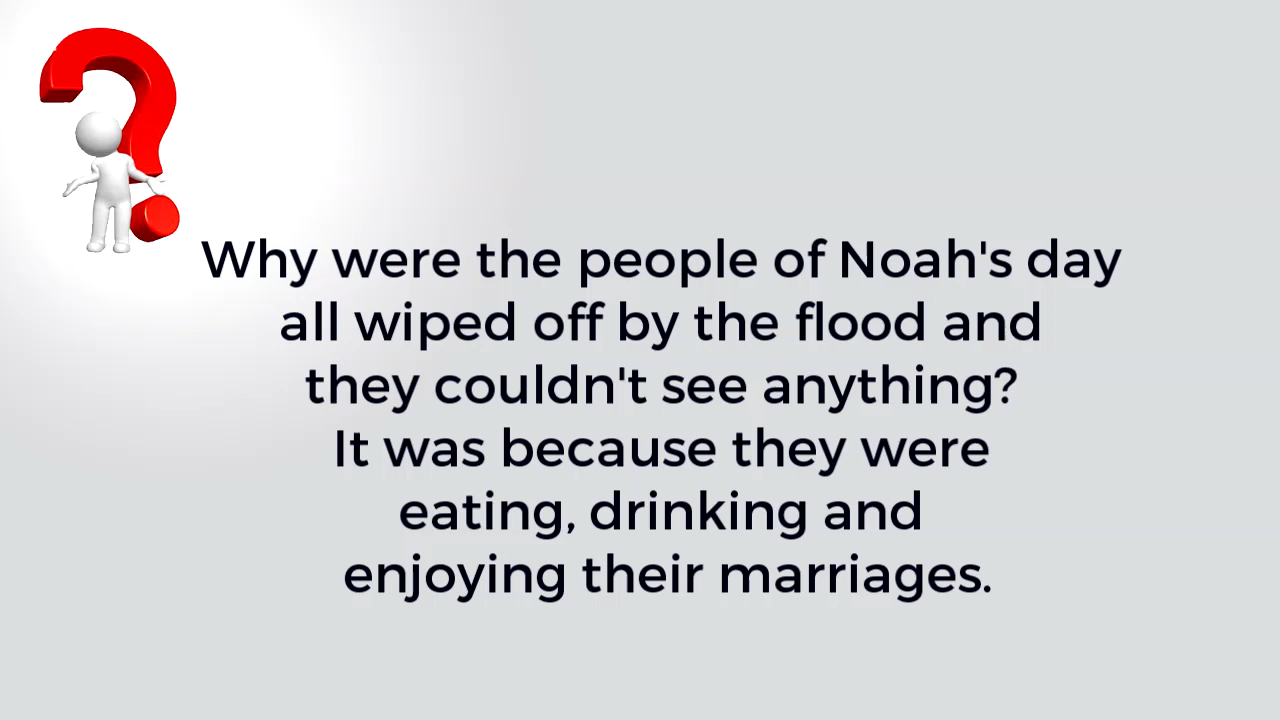 Why were the people of Noah's day
all wiped off by the flood and
they couldn't see anything?
It was because they were
eating, drinking and
enjoying their marriages.